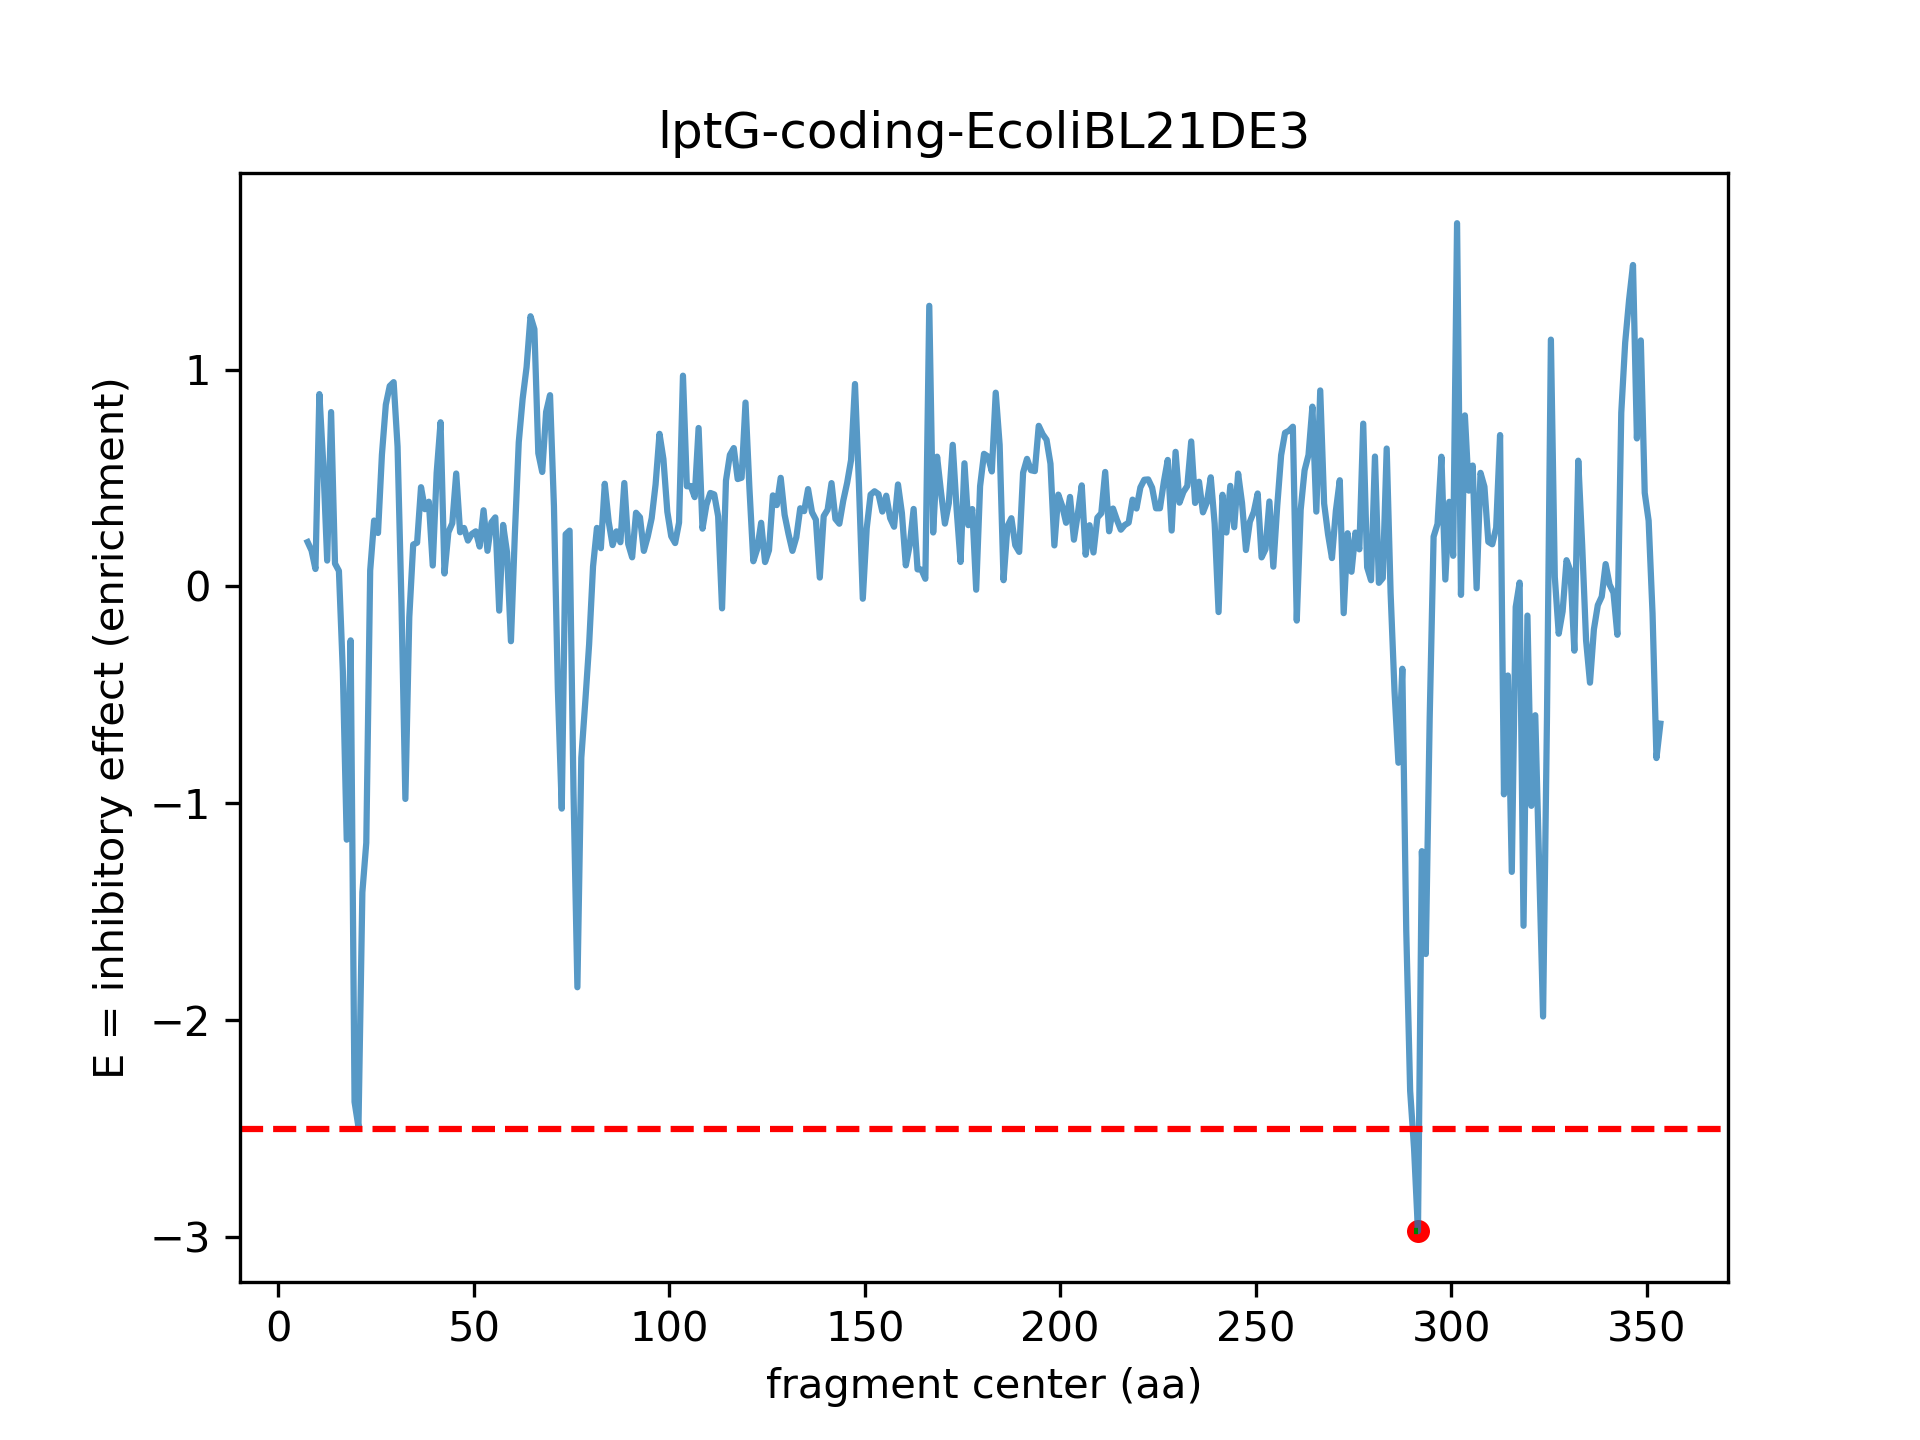 lptG-coding-EcoliBL21DE3
E = inhibitory effect (enrichment)
1
0
−1
−2
−3
0 50 100 150 200 250 300 350
fragment center (aa)